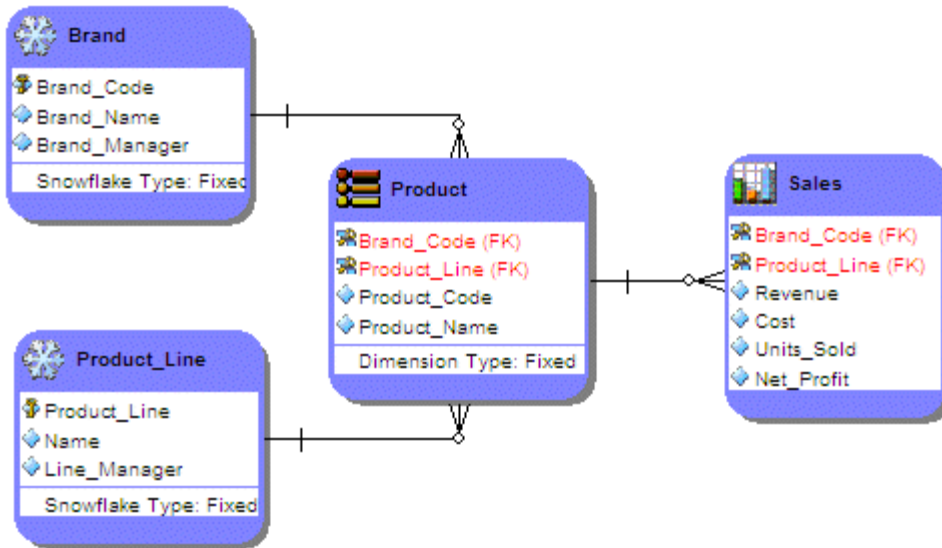 Brand
Brand_Code
Brand_Name
Brand_Manager
Snowflake Type: Fixed
Product_Line
Product_Line
Name
Line_Manager
Snowflake Type: Fixed
Product
Brand_Code (FK)
Product_Line (FK)
Product_Code
Product_Name
Dimension Type: Fixed
Sales
Brand_Code (FK)
Product_Line (FK)
Revenue
Cost
Units_Sold
Net_Profit